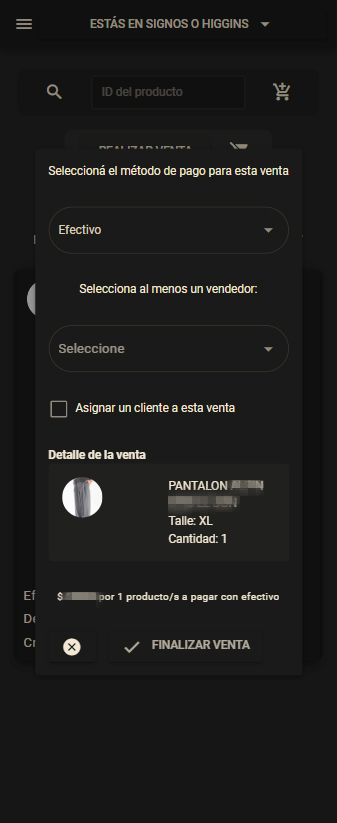 ESTÁS EN SIGNOS O HIGGINS
ID del producto
REALIZAR VENTA
Seleccioná el método de pago para esta venta
Efectivo
Selecciona al menos un vendedor:
Seleccione
Asignar un cliente a esta venta
Detalle de la venta
PANTALON
Talle: XL
Cantidad: 1
$ por 1 producto/s a pagar con efectivo
Ef
De
Cr
FINALIZAR VENTA